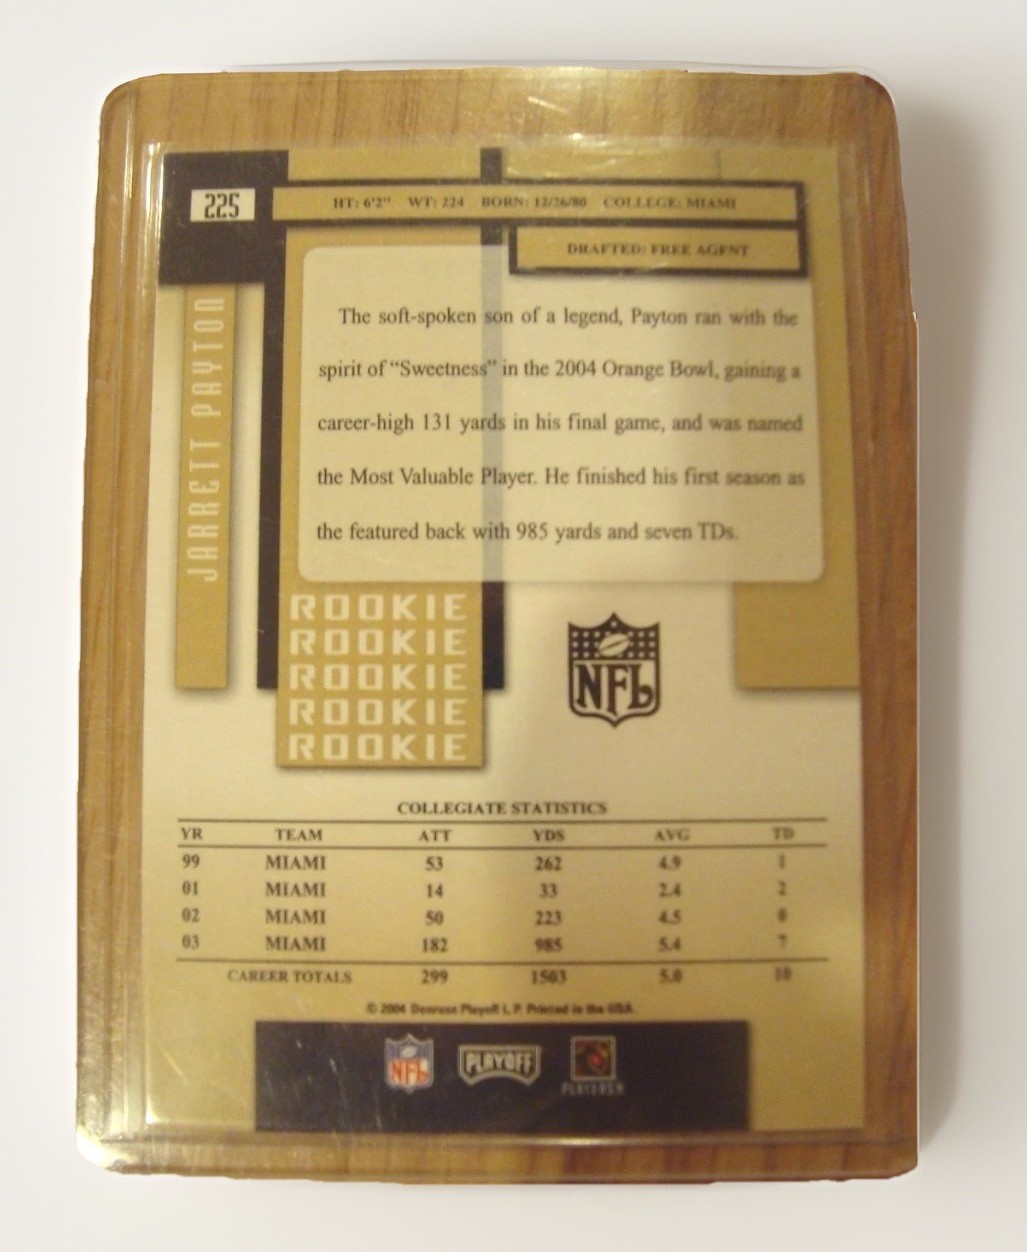 225
HT: 6'2" WT: 224 BORN: 12/26/80 COLLEGE: MIAMI
DRAFTED: FREE AGENT
JARRETT PAYTON
The soft-spoken son of a legend, Payton ran with the
spirit of "Sweetness" in the 2004 Orange Bowl, gaining a
career-high 131 yards in his final game, and was named
the Most Valuable Player. He finished his first season as
the featured back with 985 yards and seven TDs.
ROOKIE
ROOKIE
ROOKIE
ROOKIE
ROOKIE
NFL
COLLEGIATE STATISTICS
YR TEAM ATT YDS AVG TD
99 MIAMI 53 262 4.9 1
01 MIAMI 14 33 2.4 2
02 MIAMI 50 223 4.5 0
03 MIAMI 182 985 5.4 7
CAREER TOTALS 299 1503 5.0 10
© 2004 Donruss Playoff L.P. Printed in the USA.
NFL PLAYOFF PLAYERS